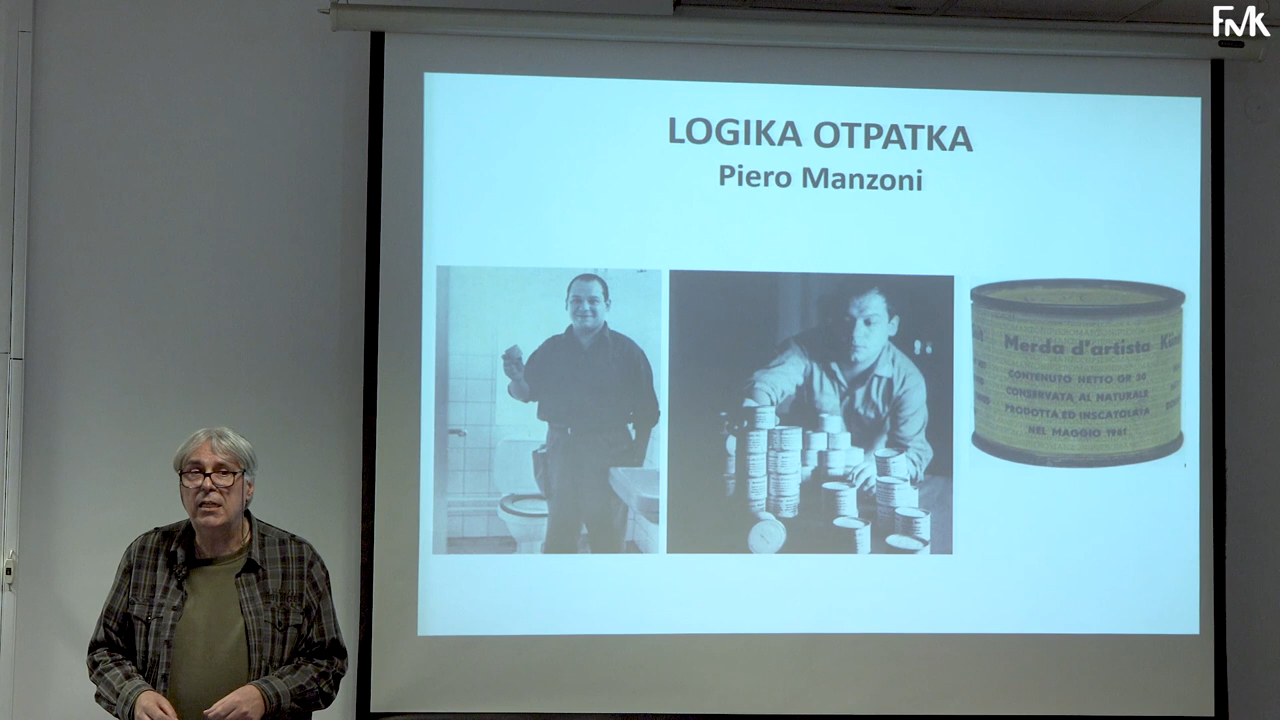 FMK
LOGIKA OTPATKA
Piero Manzoni
Merda d'artista
CONTENUTO NETTO GR 30
CONSERVATA AL NATURALE
PRODOTTA ED INSCATOLATA
NEL MAGGIO 1961